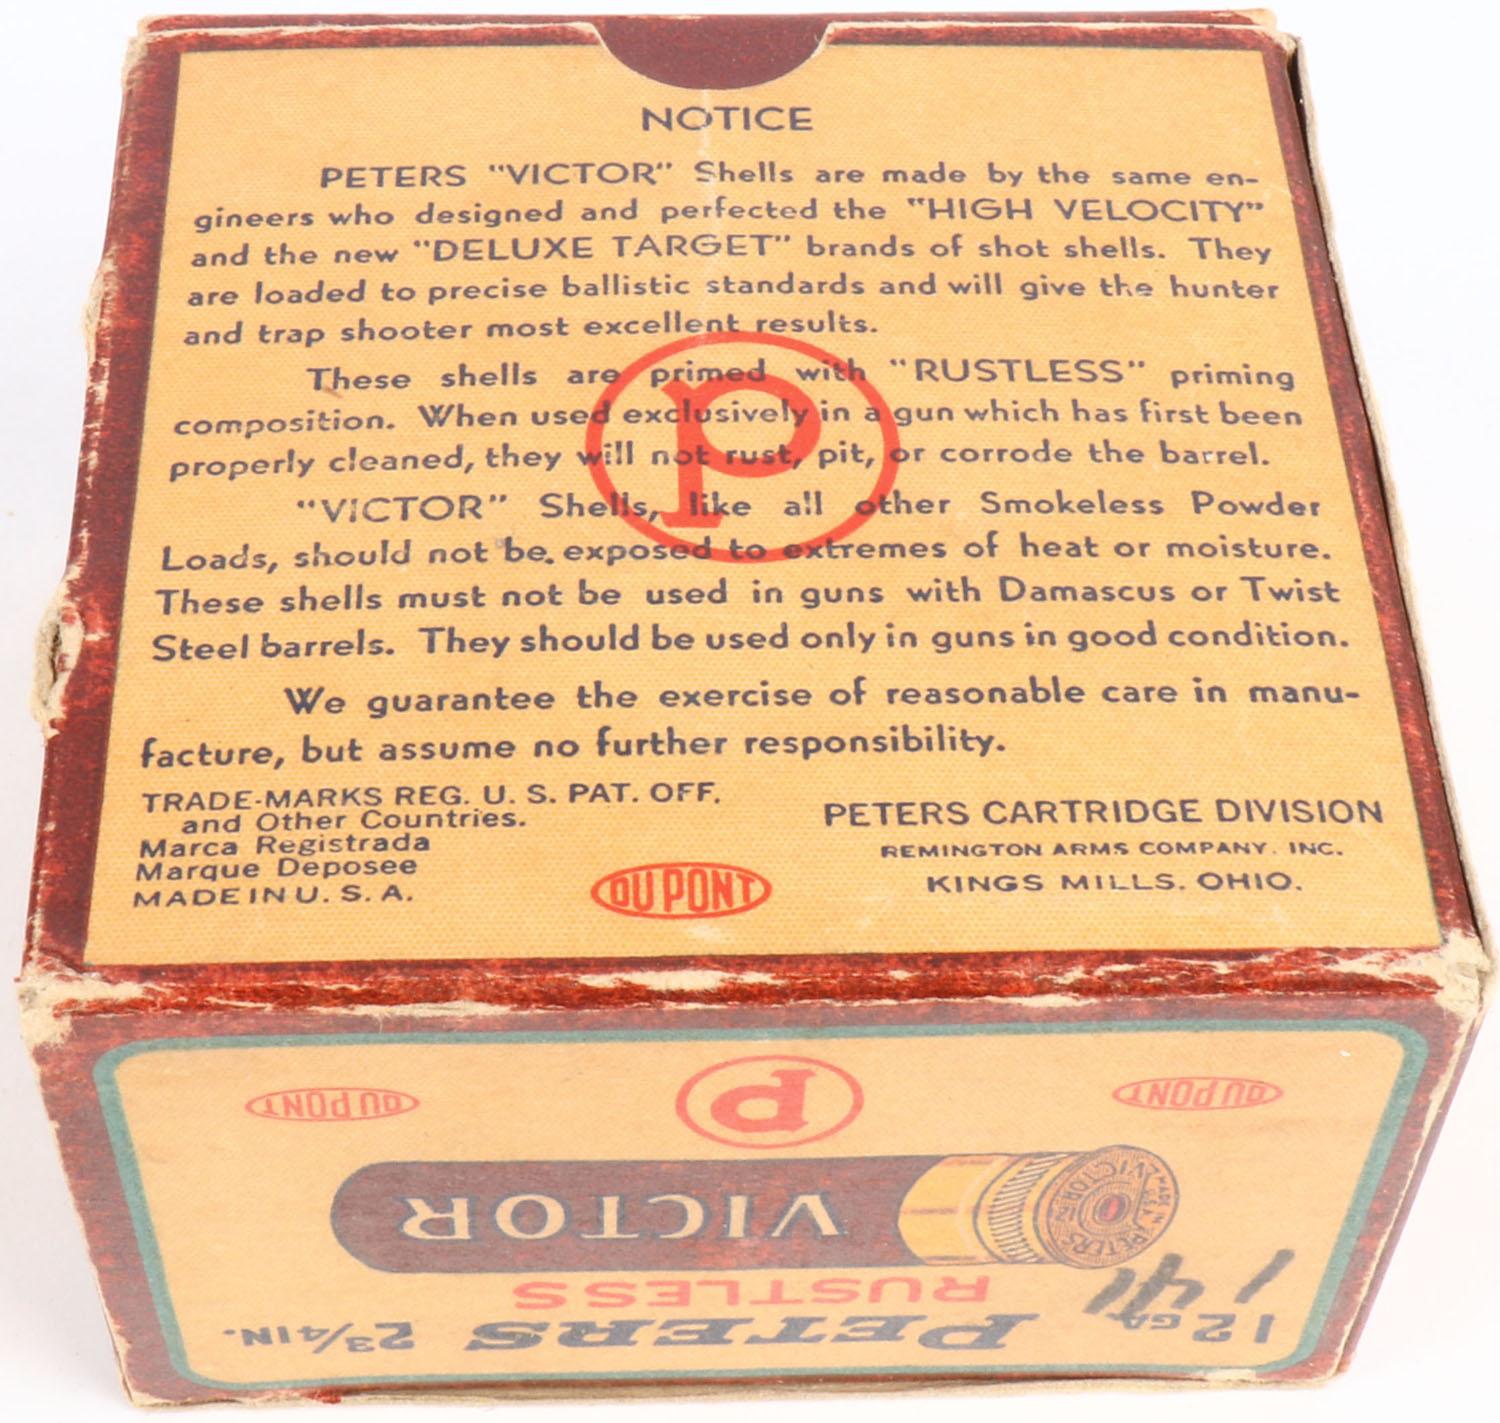 NOTICE
PETERS "VICTOR" Shells are made by the same en-
gineers who designed and perfected the "HIGH VELOCITY"
and the new "DELUXE TARGET" brands of shot shells. They
are loaded to precise ballistic standards and will give the hunter
and trap shooter most excellent results.
These shells are primed with "RUSTLESS" priming
composition. When used exclusively in a gun which has first been
properly cleaned, they will not rust, pit, or corrode the barrel.
"VICTOR" Shells, like all other Smokeless Powder
Loads, should not be exposed to extremes of heat or moisture.
These shells must not be used in guns with Damascus or Twist
Steel barrels. They should be used only in guns in good condition.
We guarantee the exercise of reasonable care in manu-
facture, but assume no further responsibility.
P
TRADE-MARKS REG. U. S. PAT. OFF.
and Other Countries.
Marca Registrada
Marque Deposee
MADE IN U. S. A.
DU PONT
PETERS CARTRIDGE DIVISION
REMINGTON ARMS COMPANY. INC.
KINGS MILLS. OHIO.
12 GA. PETERS 2 3/4 IN.
RUSTLESS
VICTOR
PETERS
VICTOR
MADE IN
U.S.A.
DU PONT
P
DU PONT
141